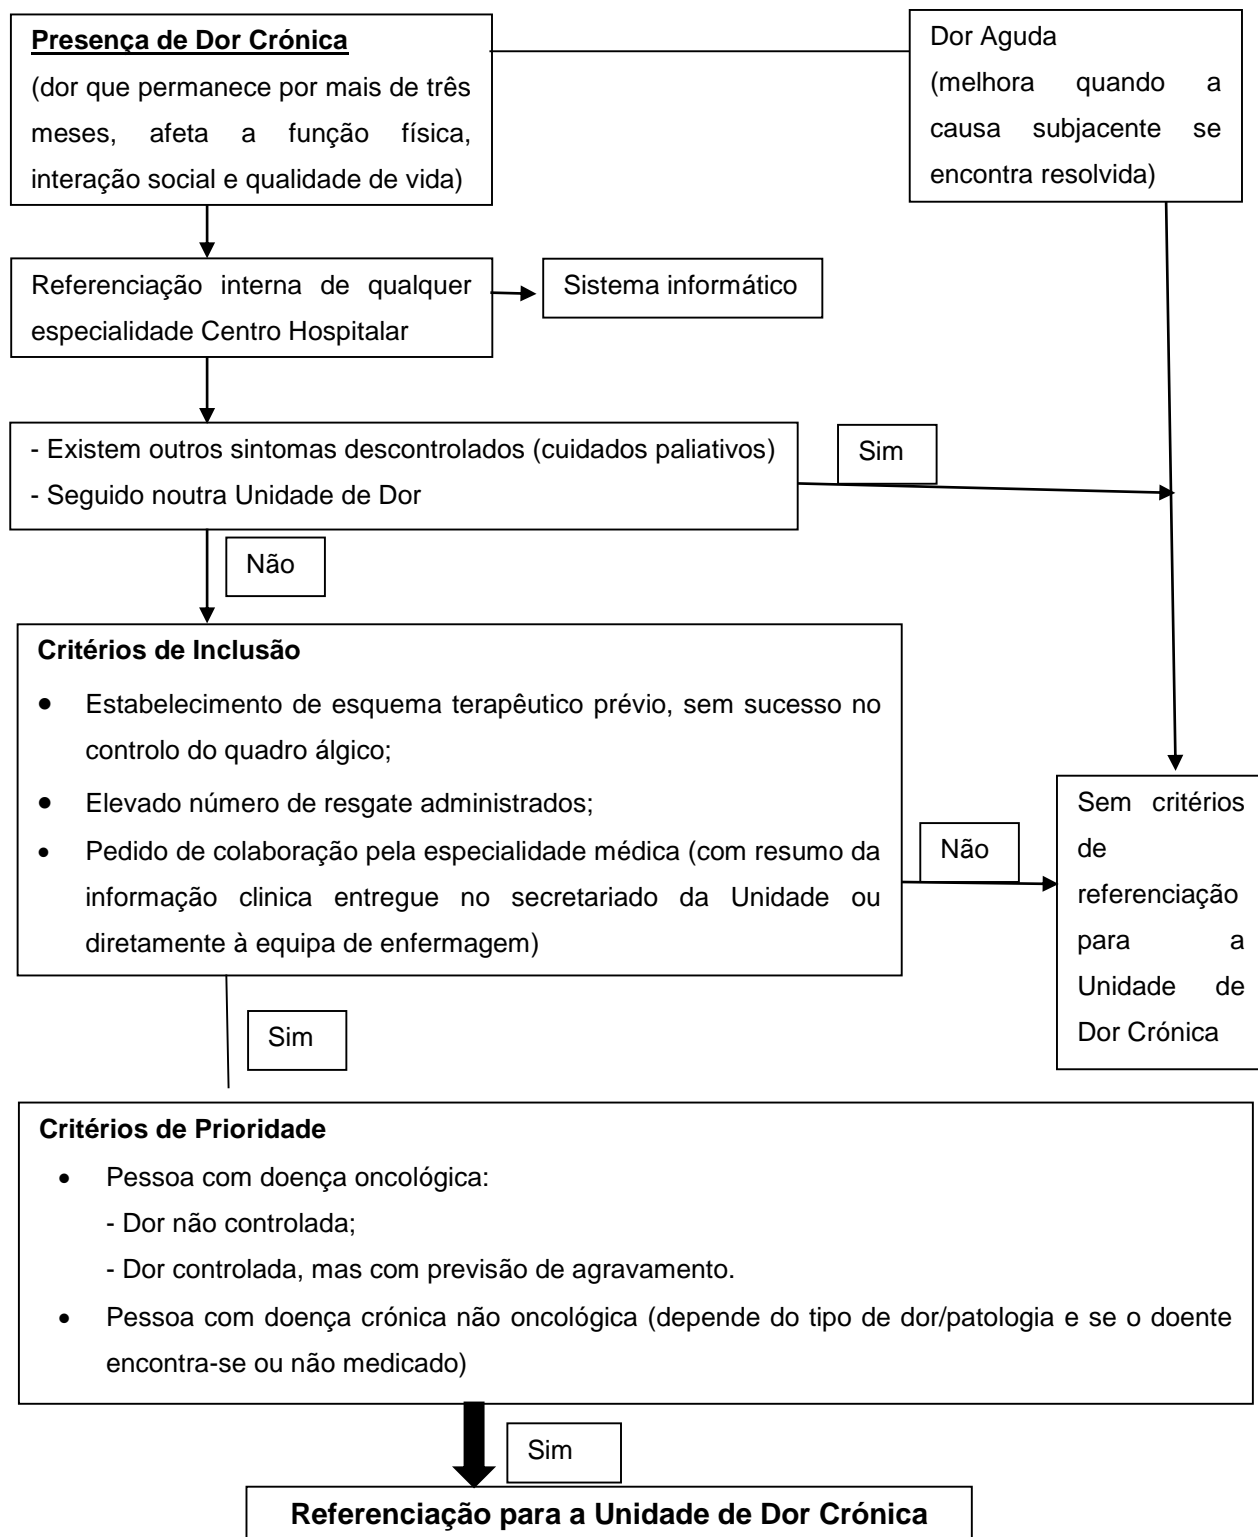 Presença de Dor Crónica
(dor que permanece por mais de três
meses, afeta a função física,
interação social e qualidade de vida)
Dor Aguda
(melhora quando a
causa subjacente se
encontra resolvida)
Referenciação interna de qualquer
especialidade Centro Hospitalar
Sistema informático
- Existem outros sintomas descontrolados (cuidados paliativos)
- Seguido noutra Unidade de Dor
Sim
Não
Critérios de Inclusão
• Estabelecimento de esquema terapêutico prévio, sem sucesso no
controlo do quadro álgico;
• Elevado número de resgate administrados;
• Pedido de colaboração pela especialidade médica (com resumo da
informação clinica entregue no secretariado da Unidade ou
diretamente à equipa de enfermagem)
Não
Sem critérios
de
referenciação
para a
Unidade de
Dor Crónica
Sim
Critérios de Prioridade
• Pessoa com doença oncológica:
- Dor não controlada;
- Dor controlada, mas com previsão de agravamento.
• Pessoa com doença crónica não oncológica (depende do tipo de dor/patologia e se o doente
encontra-se ou não medicado)
Sim
Referenciação para a Unidade de Dor Crónica